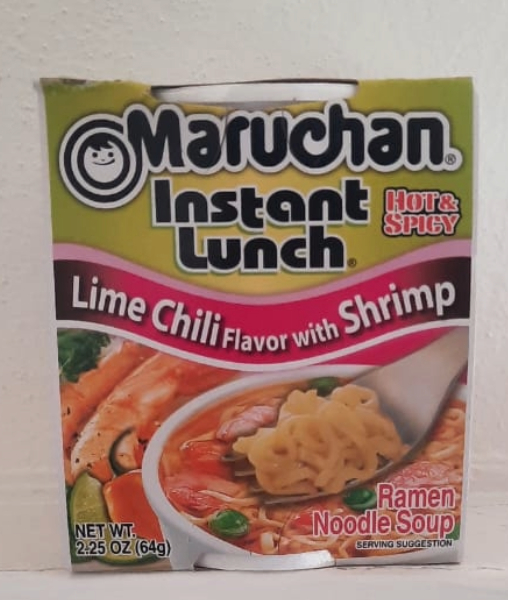 Maruchan®
Instant
Lunch®
HOT &
SPICY
Lime Chili Flavor with Shrimp
Ramen
Noodle Soup
SERVING SUGGESTION
NET WT.
2.25 OZ (64g)